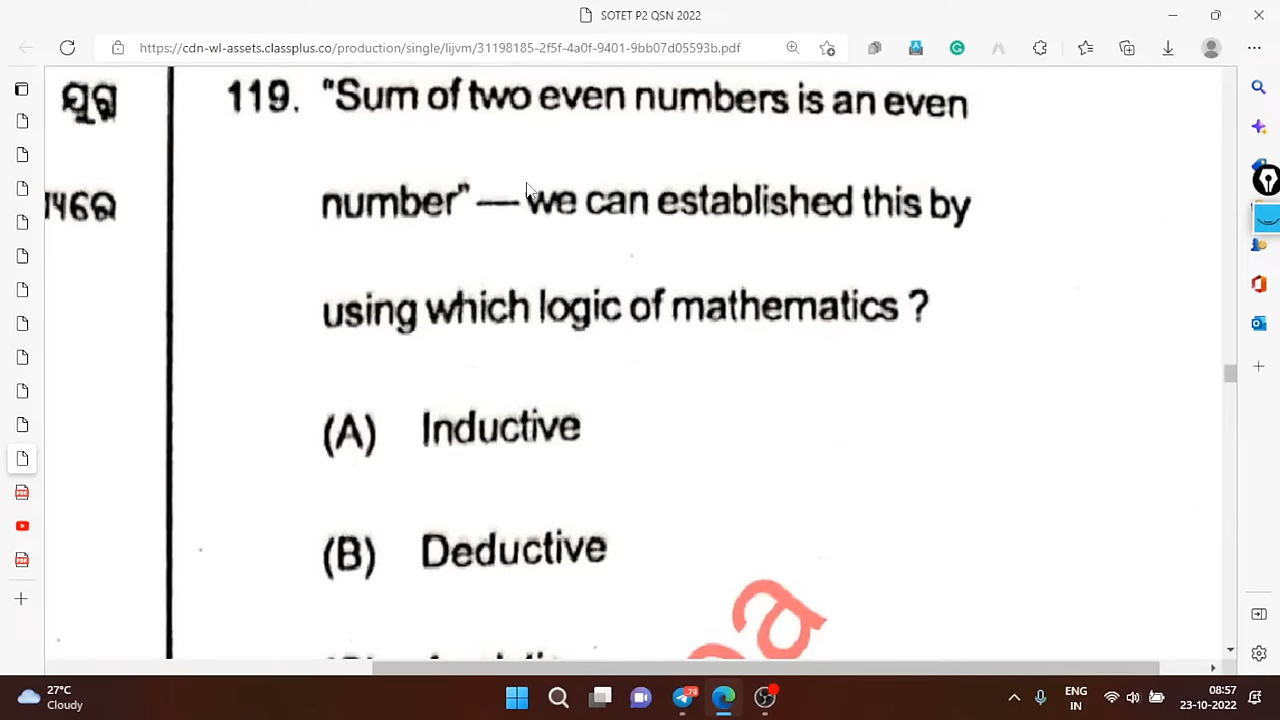 SOTET P2 QSN 2022
https://cdn-wl-assets.classplus.co/production/single/lijvm/31198185-2f5f-4a0f-9401-9bb07d05593b.pdf
ଯୁଗ୍ମ
119. "Sum of two even numbers is an even
number" — we can established this by
using which logic of mathematics ?
(A) Inductive
(B) Deductive
27°C
Cloudy
79
ENG
IN
08:57
23-10-2022